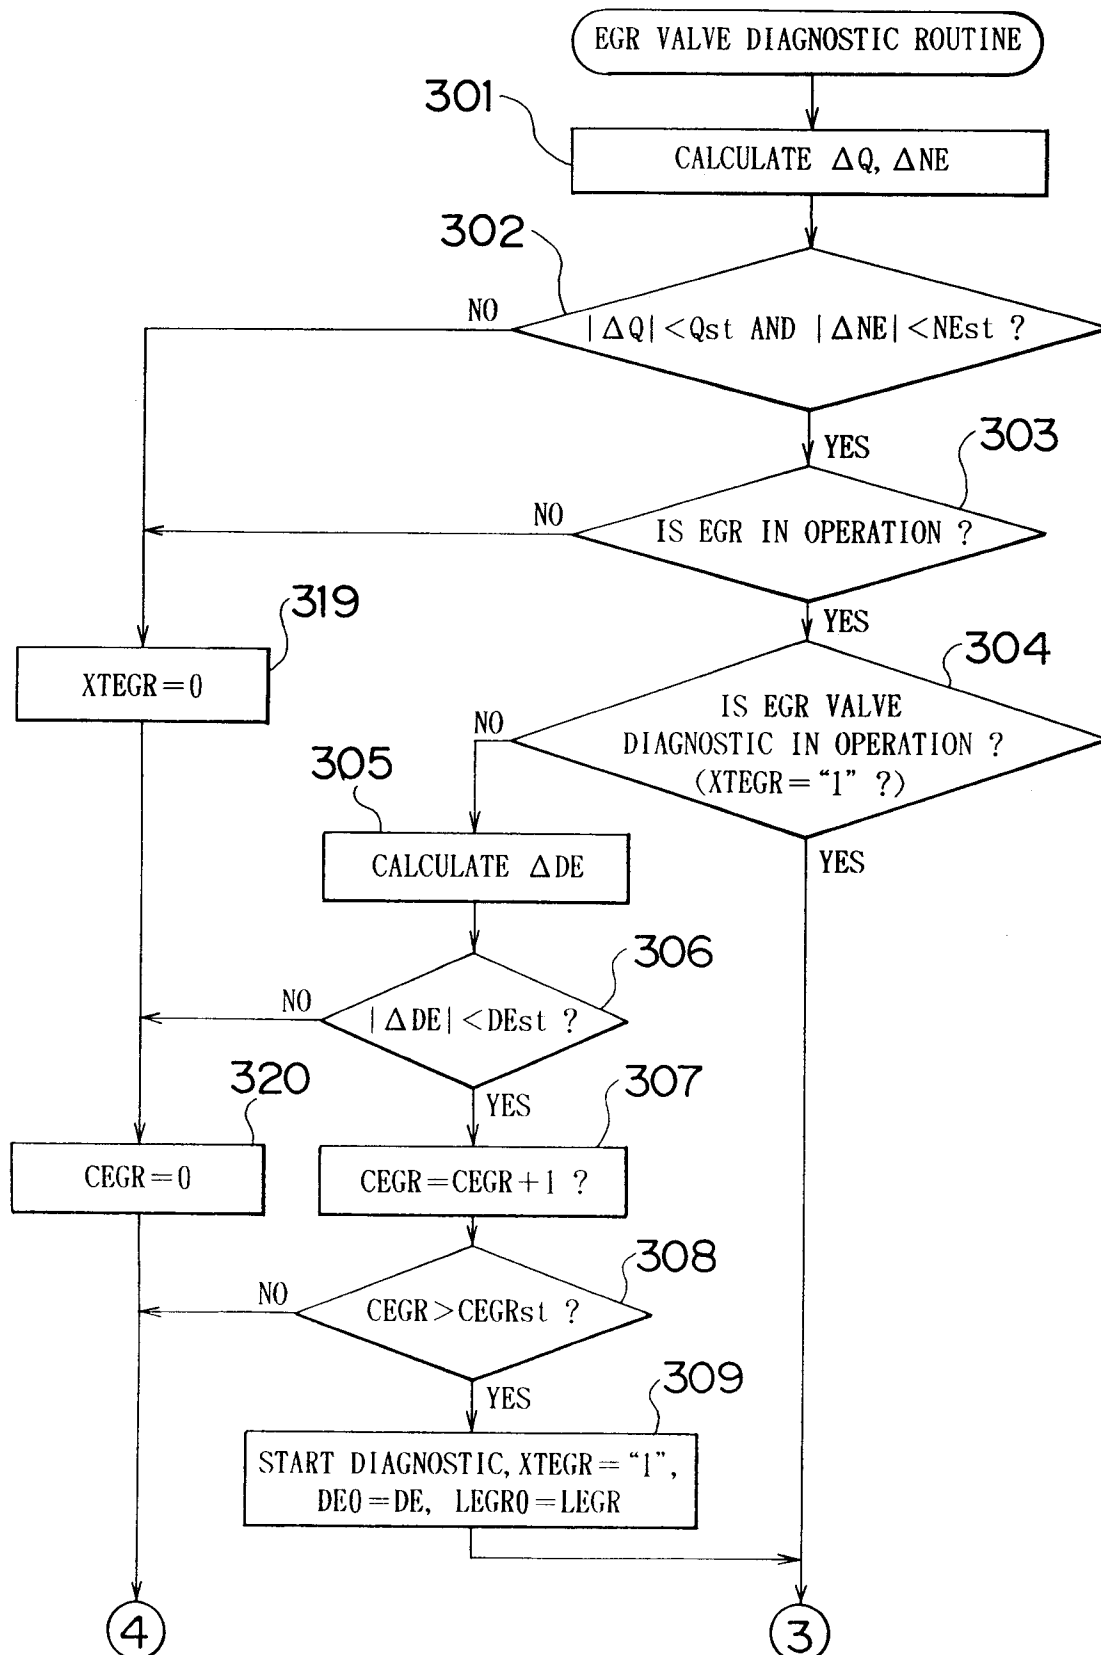 EGR VALVE DIAGNOSTIC ROUTINE
301
CALCULATE ΔQ, ΔNE
302
NO
|ΔQ|<Qst AND |ΔNE|<NEst ?
YES
303
NO
IS EGR IN OPERATION ?
YES
319
XTEGR=0
304
NO
IS EGR VALVE
DIAGNOSTIC IN OPERATION ?
(XTEGR=“1” ?)
YES
305
CALCULATE ΔDE
306
NO
|ΔDE|<DEst ?
YES
307
320
CEGR=0
CEGR=CEGR+1 ?
308
NO
CEGR>CEGRst ?
YES
309
START DIAGNOSTIC, XTEGR=“1”,
DE0=DE, LEGR0=LEGR
4
3